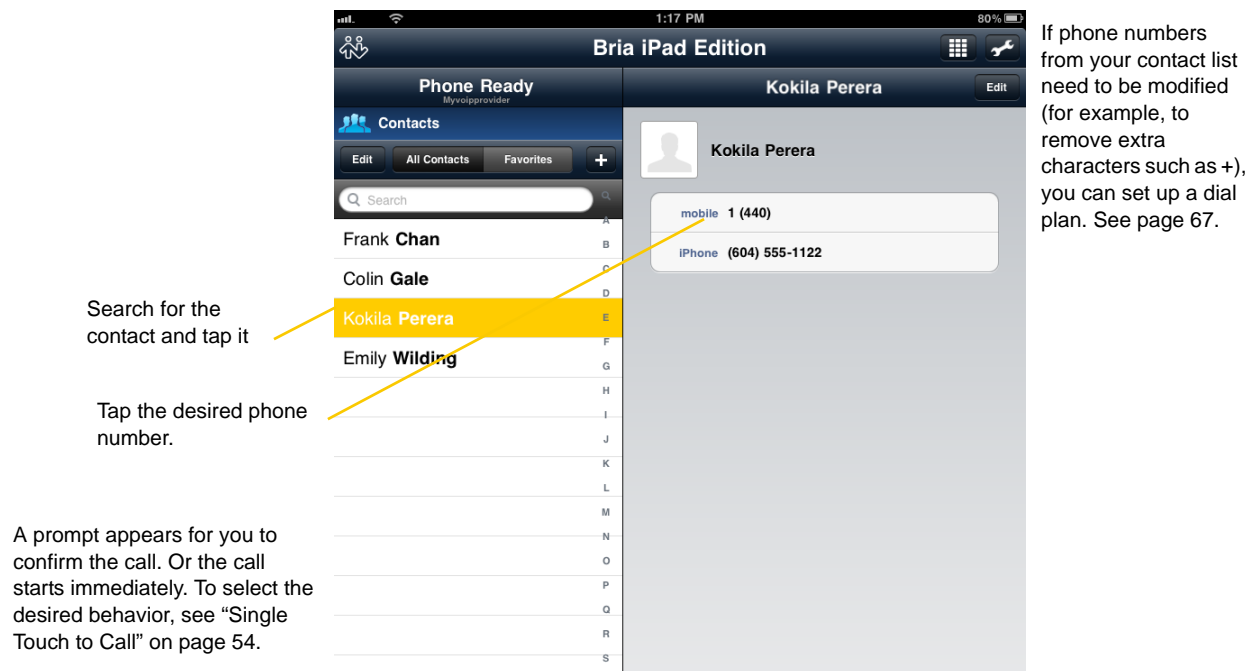 1:17 PM
80%
Bria iPad Edition
Phone Ready
Myvoipprovider
Kokila Perera
Edit
Contacts
Edit
All Contacts
Favorites
+
Search
Frank Chan
Colin Gale
Kokila Perera
Emily Wilding
A
B
C
D
E
F
G
H
I
J
K
L
M
N
O
P
Q
R
S
Kokila Perera
mobile 1 (440)
iPhone (604) 555-1122
If phone numbers
from your contact list
need to be modified
(for example, to
remove extra
characters such as +),
you can set up a dial
plan. See page 67.
Search for the
contact and tap it
Tap the desired phone
number.
A prompt appears for you to
confirm the call. Or the call
starts immediately. To select the
desired behavior, see “Single
Touch to Call” on page 54.